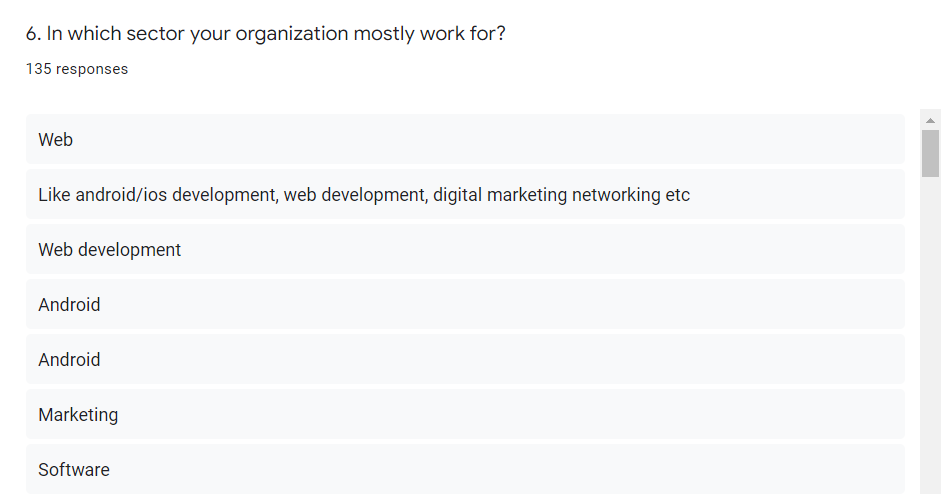 6. In which sector your organization mostly work for?
135 responses
Web
Like android/ios development, web development, digital marketing networking etc
Web development
Android
Android
Marketing
Software